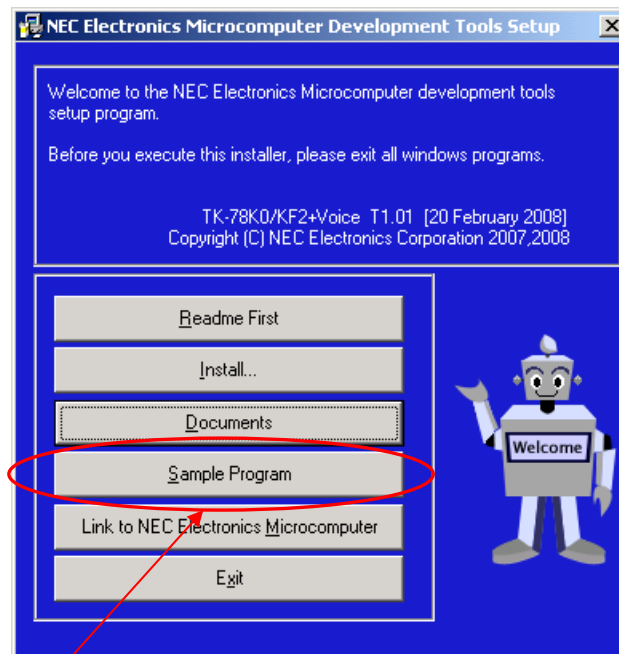 NEC Electronics Microcomputer Development Tools Setup
Welcome to the NEC Electronics Microcomputer development tools
setup program.
Before you execute this installer, please exit all windows programs.
TK-78K0/KF2+Voice T1.01 [20 February 2008]
Copyright (C) NEC Electronics Corporation 2007,2008
Readme First
Install...
Documents
Sample Program
Link to NEC Electronics Microcomputer
Exit
Welcome